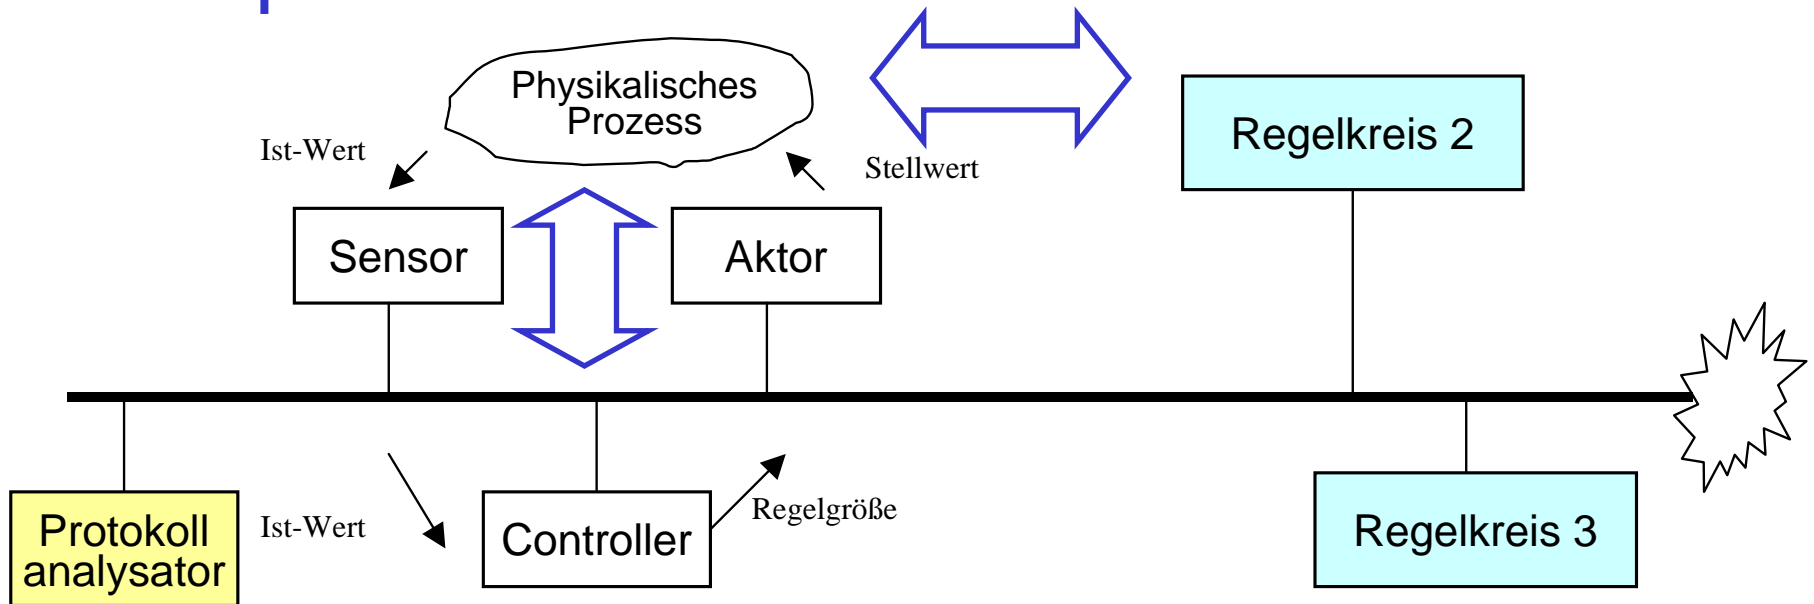 Physikalisches
Prozess
Ist-Wert
Stellwert
Regelkreis 2
Sensor
Aktor
Protokoll
analysator
Ist-Wert
Controller
Regelgröße
Regelkreis 3